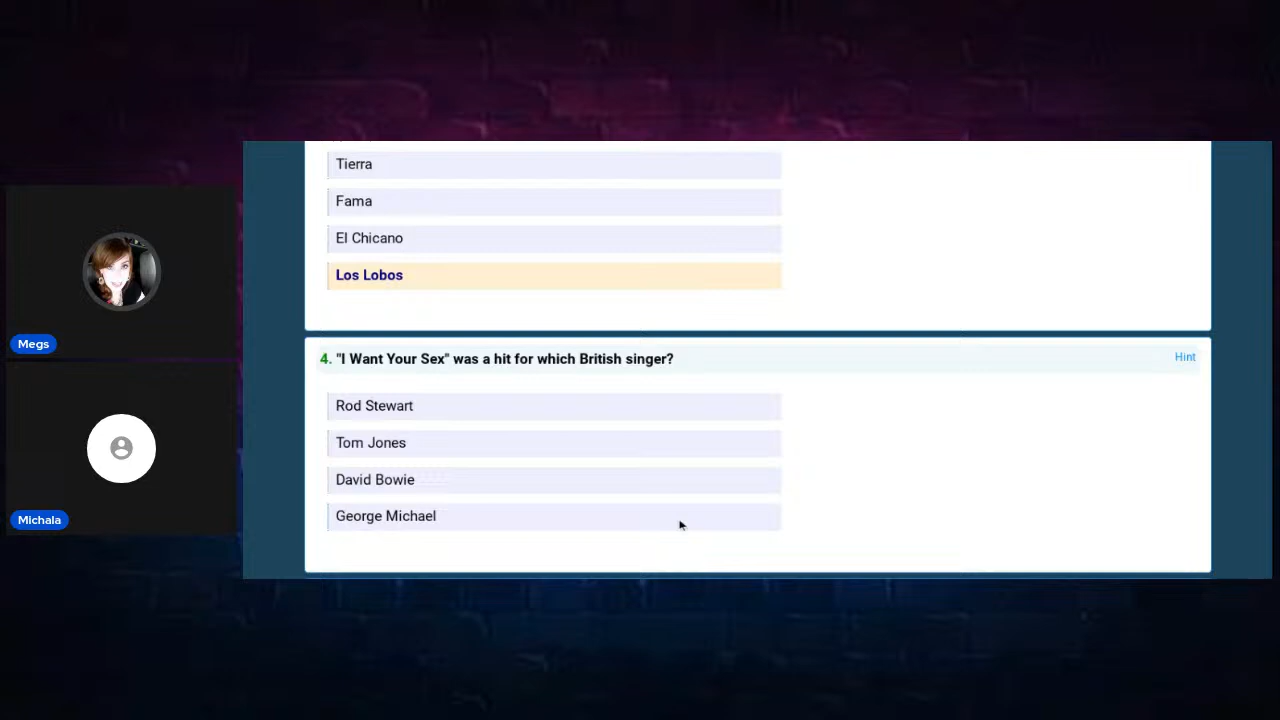 Tierra
Fama
El Chicano
Los Lobos
Megs
4. "I Want Your Sex" was a hit for which British singer?
Hint
Rod Stewart
Tom Jones
David Bowie
George Michael
Michala